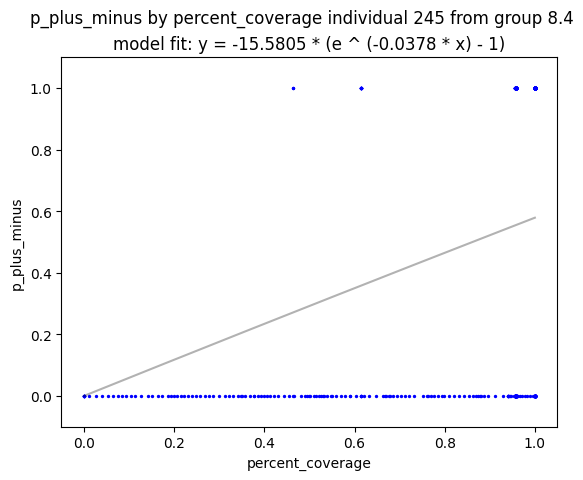 p_plus_minus by percent_coverage individual 245 from group 8.4
model fit: y = -15.5805 * (e ^ (-0.0378 * x) - 1)
1.0
0.8
0.6
0.4
0.2
0.0
p_plus_minus
0.0 0.2 0.4 0.6 0.8 1.0
percent_coverage